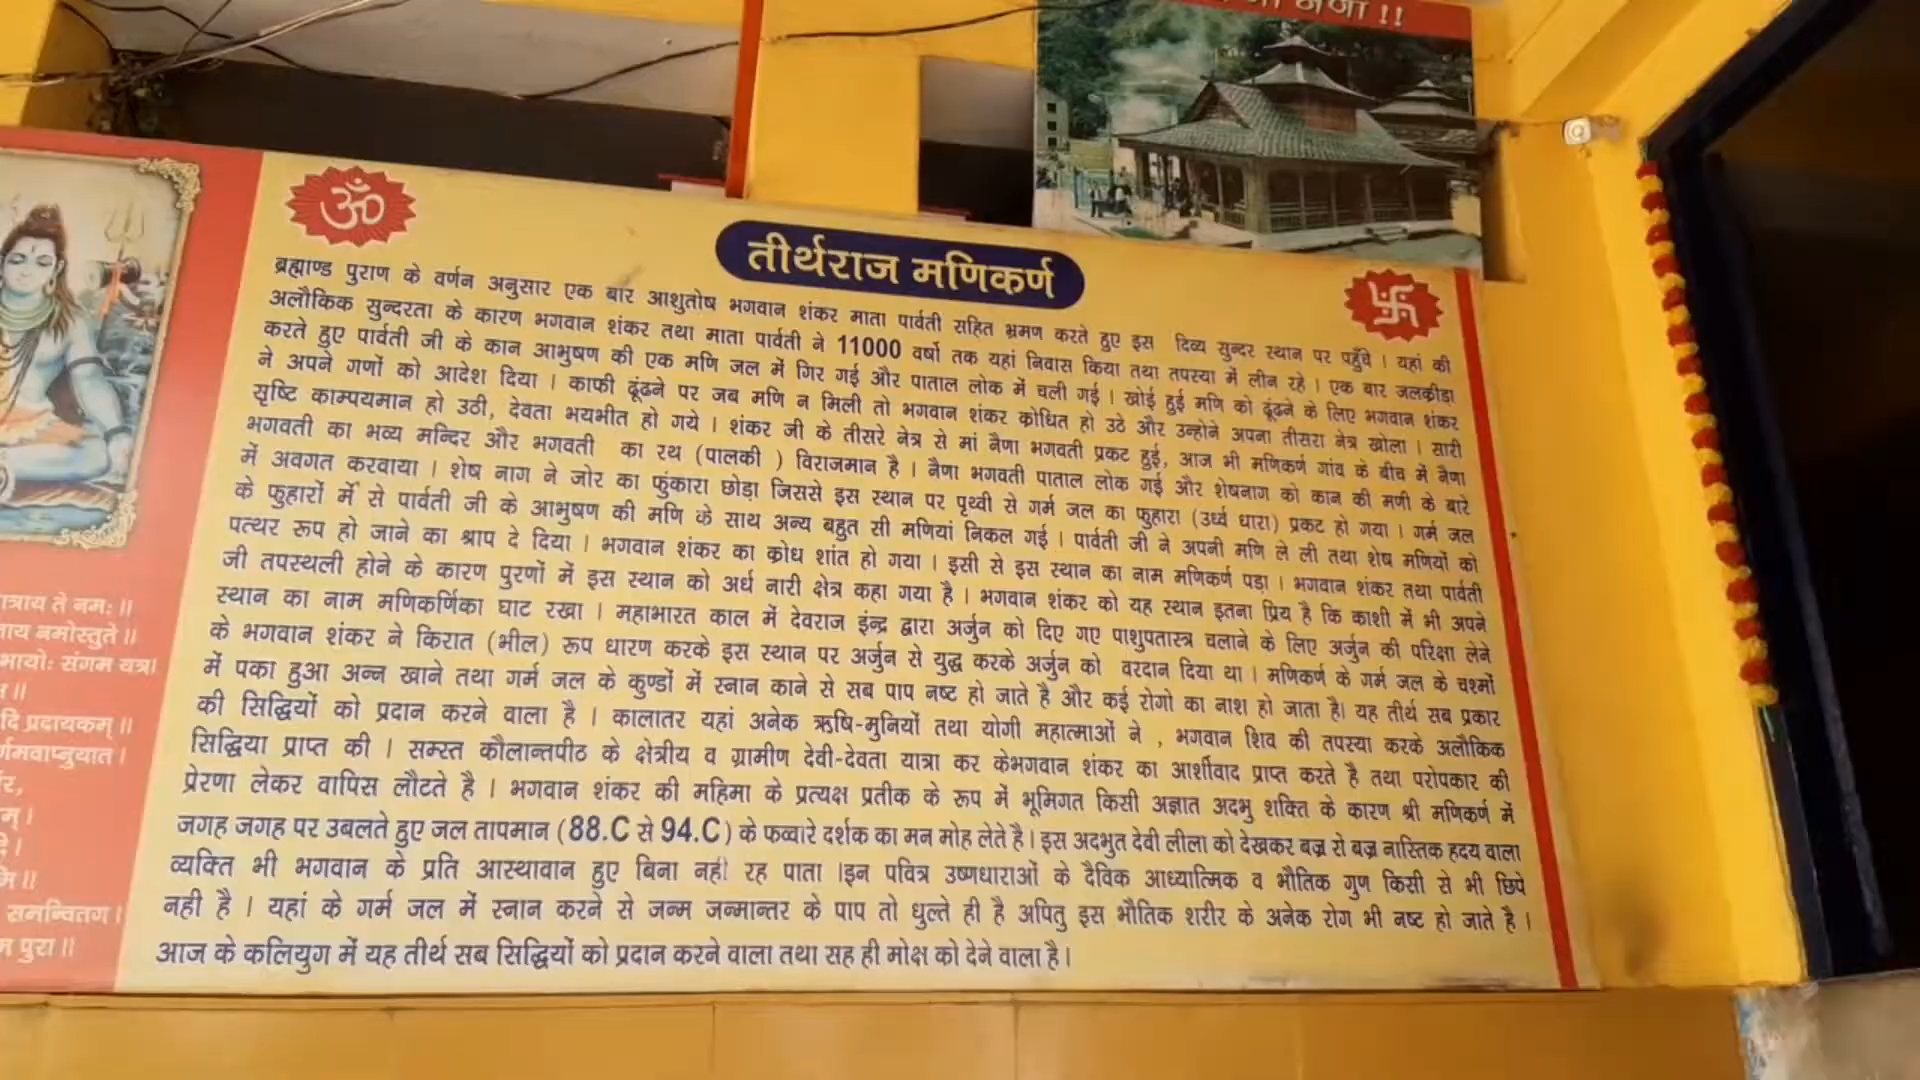 जी नैणा !!
तीर्थराज मणिकर्ण
ब्रह्माण्ड पुराण के वर्णन अनुसार एक बार आशुतोष भगवान शंकर माता पार्वती सहित भ्रमण करते हुए इस दिव्य सुन्दर स्थान पर पहुँचे । यहां की
अलौकिक सुन्दरता के कारण भगवान शंकर तथा माता पार्वती ने 11000 वर्षो तक यहां निवास किया तथा तपस्या में लीन रहे । एक बार जलक्रीडा
करते हुए पार्वती जी के कान आभुषण की एक मणि जल में गिर गई और पाताल लोक में चली गई । खोई हुई मणि को ढूंढने के लिए भगवान शंकर
ने अपने गणों को आदेश दिया । काफी ढूंढने पर जब मणि न मिली तो भगवान शंकर क्रोधित हो उठे और उन्होने अपना तीसरा नेत्र खोला । सारी
सृष्टि काम्पयमान हो उठी, देवता भयभीत हो गये । शंकर जी के तीसरे नेत्र से मां नैणा भगवती प्रकट हुई, आज भी मणिकर्ण गांव के बीच में नैणा
भगवती का भव्य मन्दिर और भगवती का रथ (पालकी ) विराजमान है । नैणा भगवती पाताल लोक गई और शेषनाग को कान की मणी के बारे
में अवगत करवाया । शेष नाग ने जोर का फुंकारा छोड़ा जिससे इस स्थान पर पृथ्वी से गर्म जल का फुहारा (उर्ध्व धारा) प्रकट हो गया । गर्म जल
के फुहारों में से पार्वती जी के आभुषण की मणि के साथ अन्य बहुत सी मणियां निकल गई । पार्वती जी ने अपनी मणि ले ली तथा शेष मणियों को
पत्थर रूप हो जाने का श्राप दे दिया । भगवान शंकर का क्रोध शांत हो गया । इसी से इस स्थान का नाम मणिकर्ण पड़ा । भगवान शंकर तथा पार्वती
जी तपस्थली होने के कारण पुरणों में इस स्थान को अर्ध नारी क्षेत्र कहा गया है । भगवान शंकर को यह स्थान इतना प्रिय है कि काशी में भी अपने
स्थान का नाम मणिकर्णिका घाट रखा । महाभारत काल में देवराज इंन्द्र द्वारा अर्जुन को दिए गए पाशुपतास्त्र चलाने के लिए अर्जुन की परिक्षा लेने
के भगवान शंकर ने किरात (भील) रूप धारण करके इस स्थान पर अर्जुन से युद्ध करके अर्जुन को वरदान दिया था । मणिकर्ण के गर्म जल के चश्मों
में पका हुआ अन्न खाने तथा गर्म जल के कुण्डों में स्नान काने से सब पाप नष्ट हो जाते है और कई रोगो का नाश हो जाता है। यह तीर्थ सब प्रकार
की सिद्धियों को प्रदान करने वाला है । कालातर यहां अनेक ऋषि-मुनियों तथा योगी महात्माओं ने , भगवान शिव की तपस्या करके अलौकिक
सिद्धिया प्राप्त की । सम्स्त कौलान्तपीठ के क्षेत्रीय व ग्रामीण देवी-देवता यात्रा कर केभगवान शंकर का आर्शीवाद प्राप्त करते है तथा परोपकार की
प्रेरणा लेकर वापिस लौटते है । भगवान शंकर की महिमा के प्रत्यक्ष प्रतीक के रूप में भूमिगत किसी अज्ञात अदभु शक्ति के कारण श्री मणिकर्ण में
जगह जगह पर उबलते हुए जल तापमान (88.C से 94.C) के फव्वारे दर्शक का मन मोह लेते है । इस अदभुत देवी लीला को देखकर बज्र रो बज्र नास्तिक हृदय वाला
व्यक्ति भी भगवान के प्रति आस्थावान हुए बिना नहीं रह पाता ।इन पवित्र उष्णधाराओं के दैविक आध्यात्मिक व भौतिक गुण किसी से भी छिपे
नही है । यहां के गर्म जल में स्नान करने से जन्म जन्मान्तर के पाप तो धुल्ते ही है अपितु इस भौतिक शरीर के अनेक रोग भी नष्ट हो जाते है ।
आज के कलियुग में यह तीर्थ सब सिद्धियों को प्रदान करने वाला तथा सह ही मोक्ष को देने वाला है ।
ते नमः ॥
नमोस्तुते ॥
संगम यत्र।
प्रदायकम् ॥
सनन्वितग ।
पुरा ॥